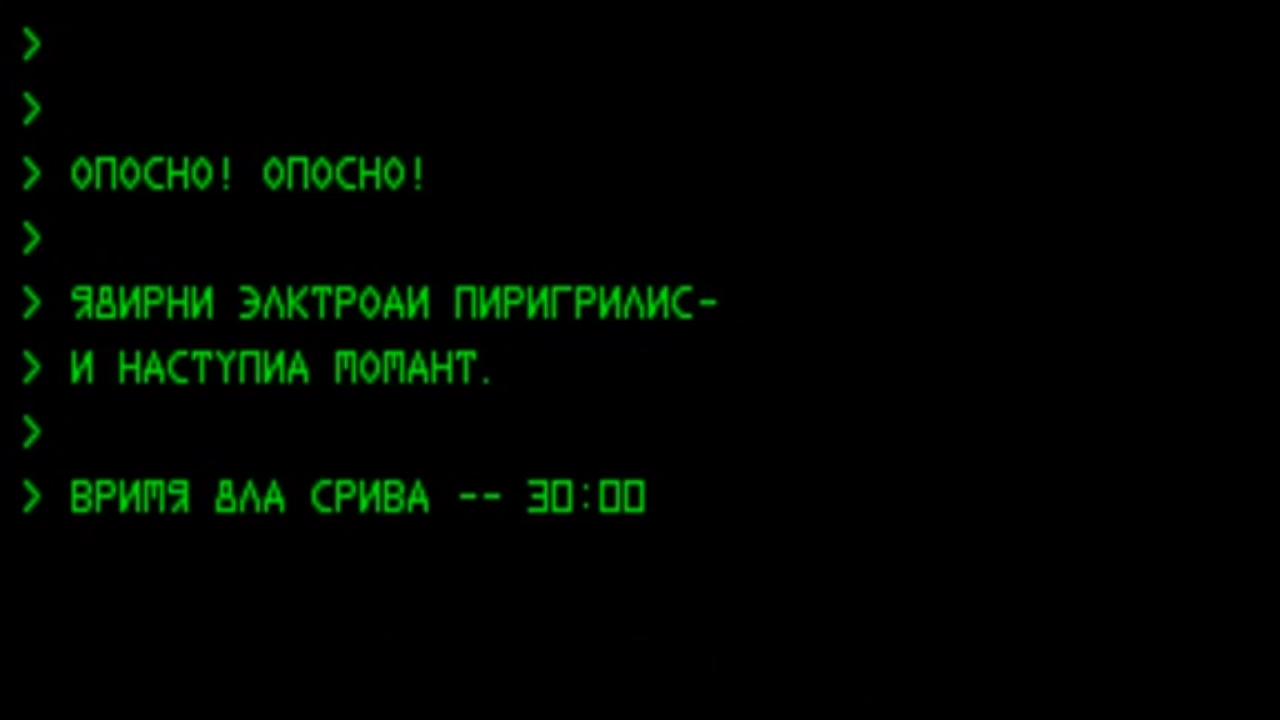 >
>
> ОПОСНО! ОПОСНО!
>
> ЯДИРНИ ЭЛКТРОАИ ПИРИГРИЛИС-
> И НАСТУПИА МОМАНТ.
>
> ВРИМЯ ДЛА СРИВА -- 30:00